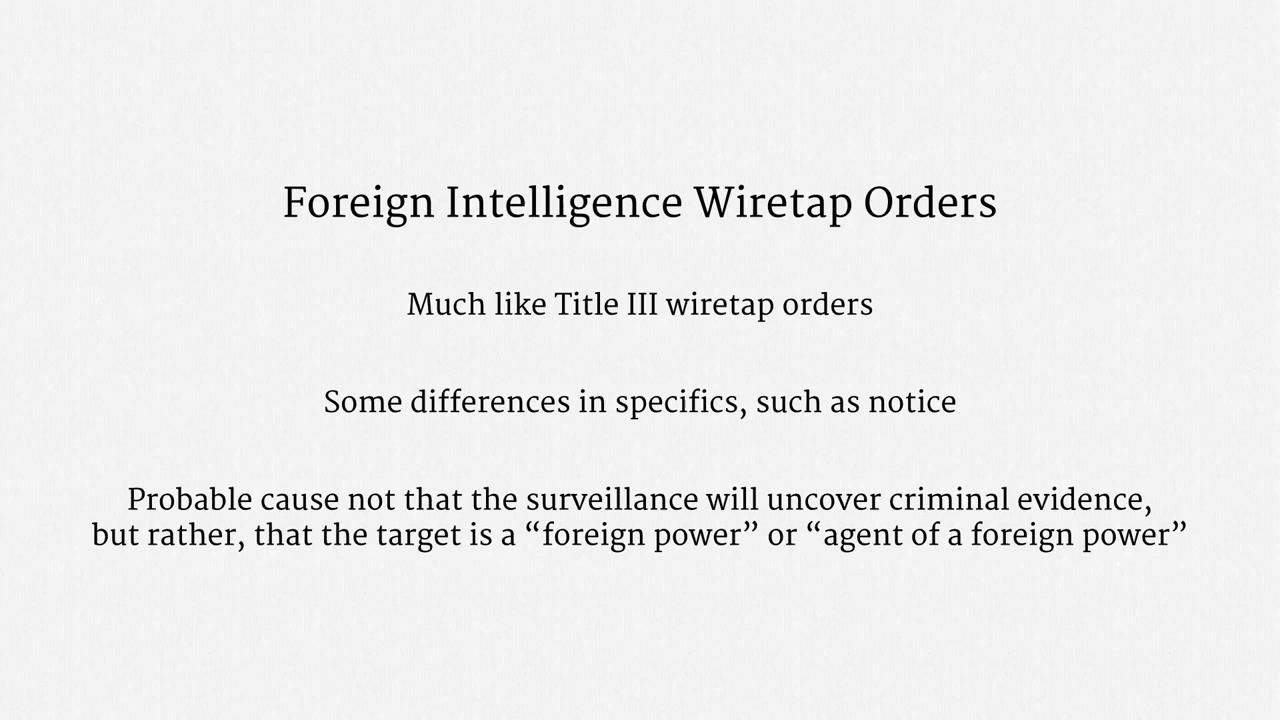 Foreign Intelligence Wiretap Orders
Much like Title III wiretap orders
Some differences in specifics, such as notice
Probable cause not that the surveillance will uncover criminal evidence,
but rather, that the target is a “foreign power” or “agent of a foreign power”